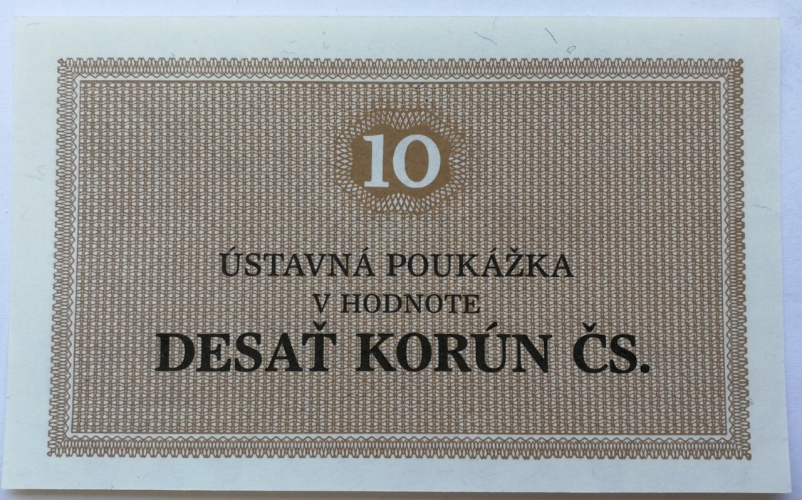 10
ÚSTAVNÁ POUKÁŽKA
V HODNOTE
DESAŤ KORÚN ČS.